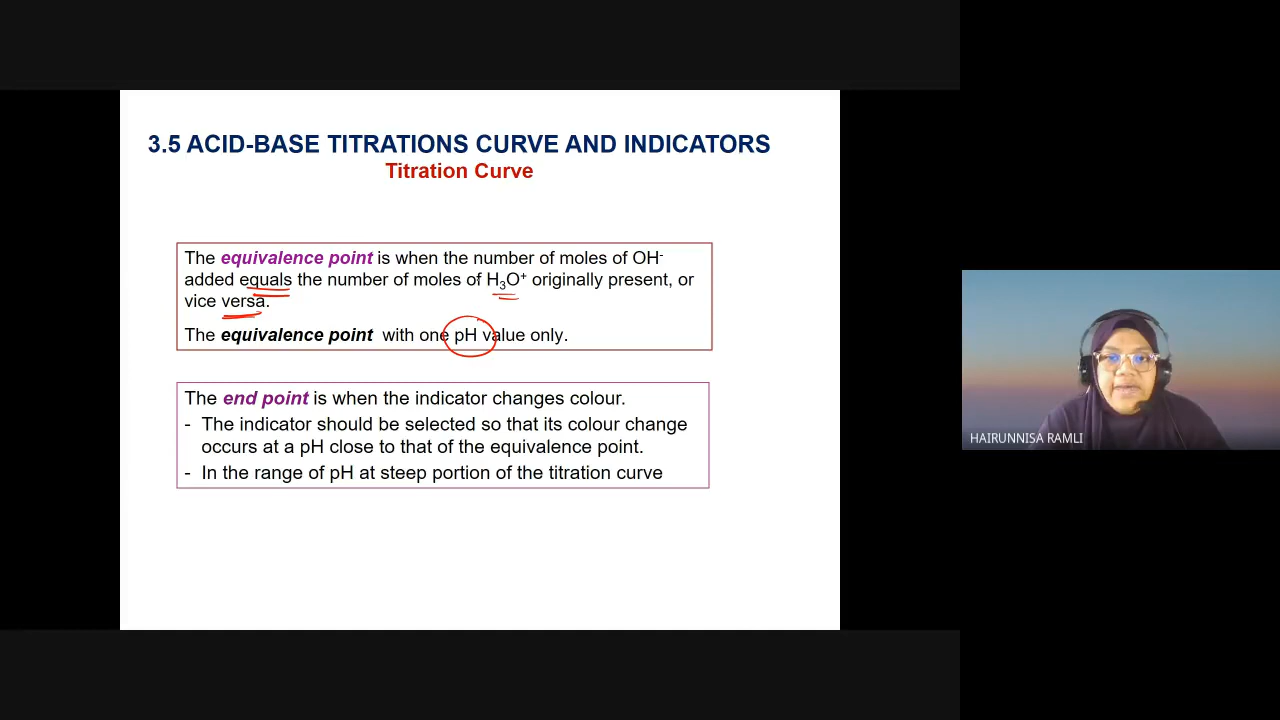 3.5 ACID-BASE TITRATIONS CURVE AND INDICATORS
Titration Curve
The equivalence point is when the number of moles of OH⁻
added equals the number of moles of H₃O⁺ originally present, or
vice versa.
The equivalence point with one pH value only.
The end point is when the indicator changes colour.
- The indicator should be selected so that its colour change
occurs at a pH close to that of the equivalence point.
- In the range of pH at steep portion of the titration curve
HAIRUNNISA RAMLI